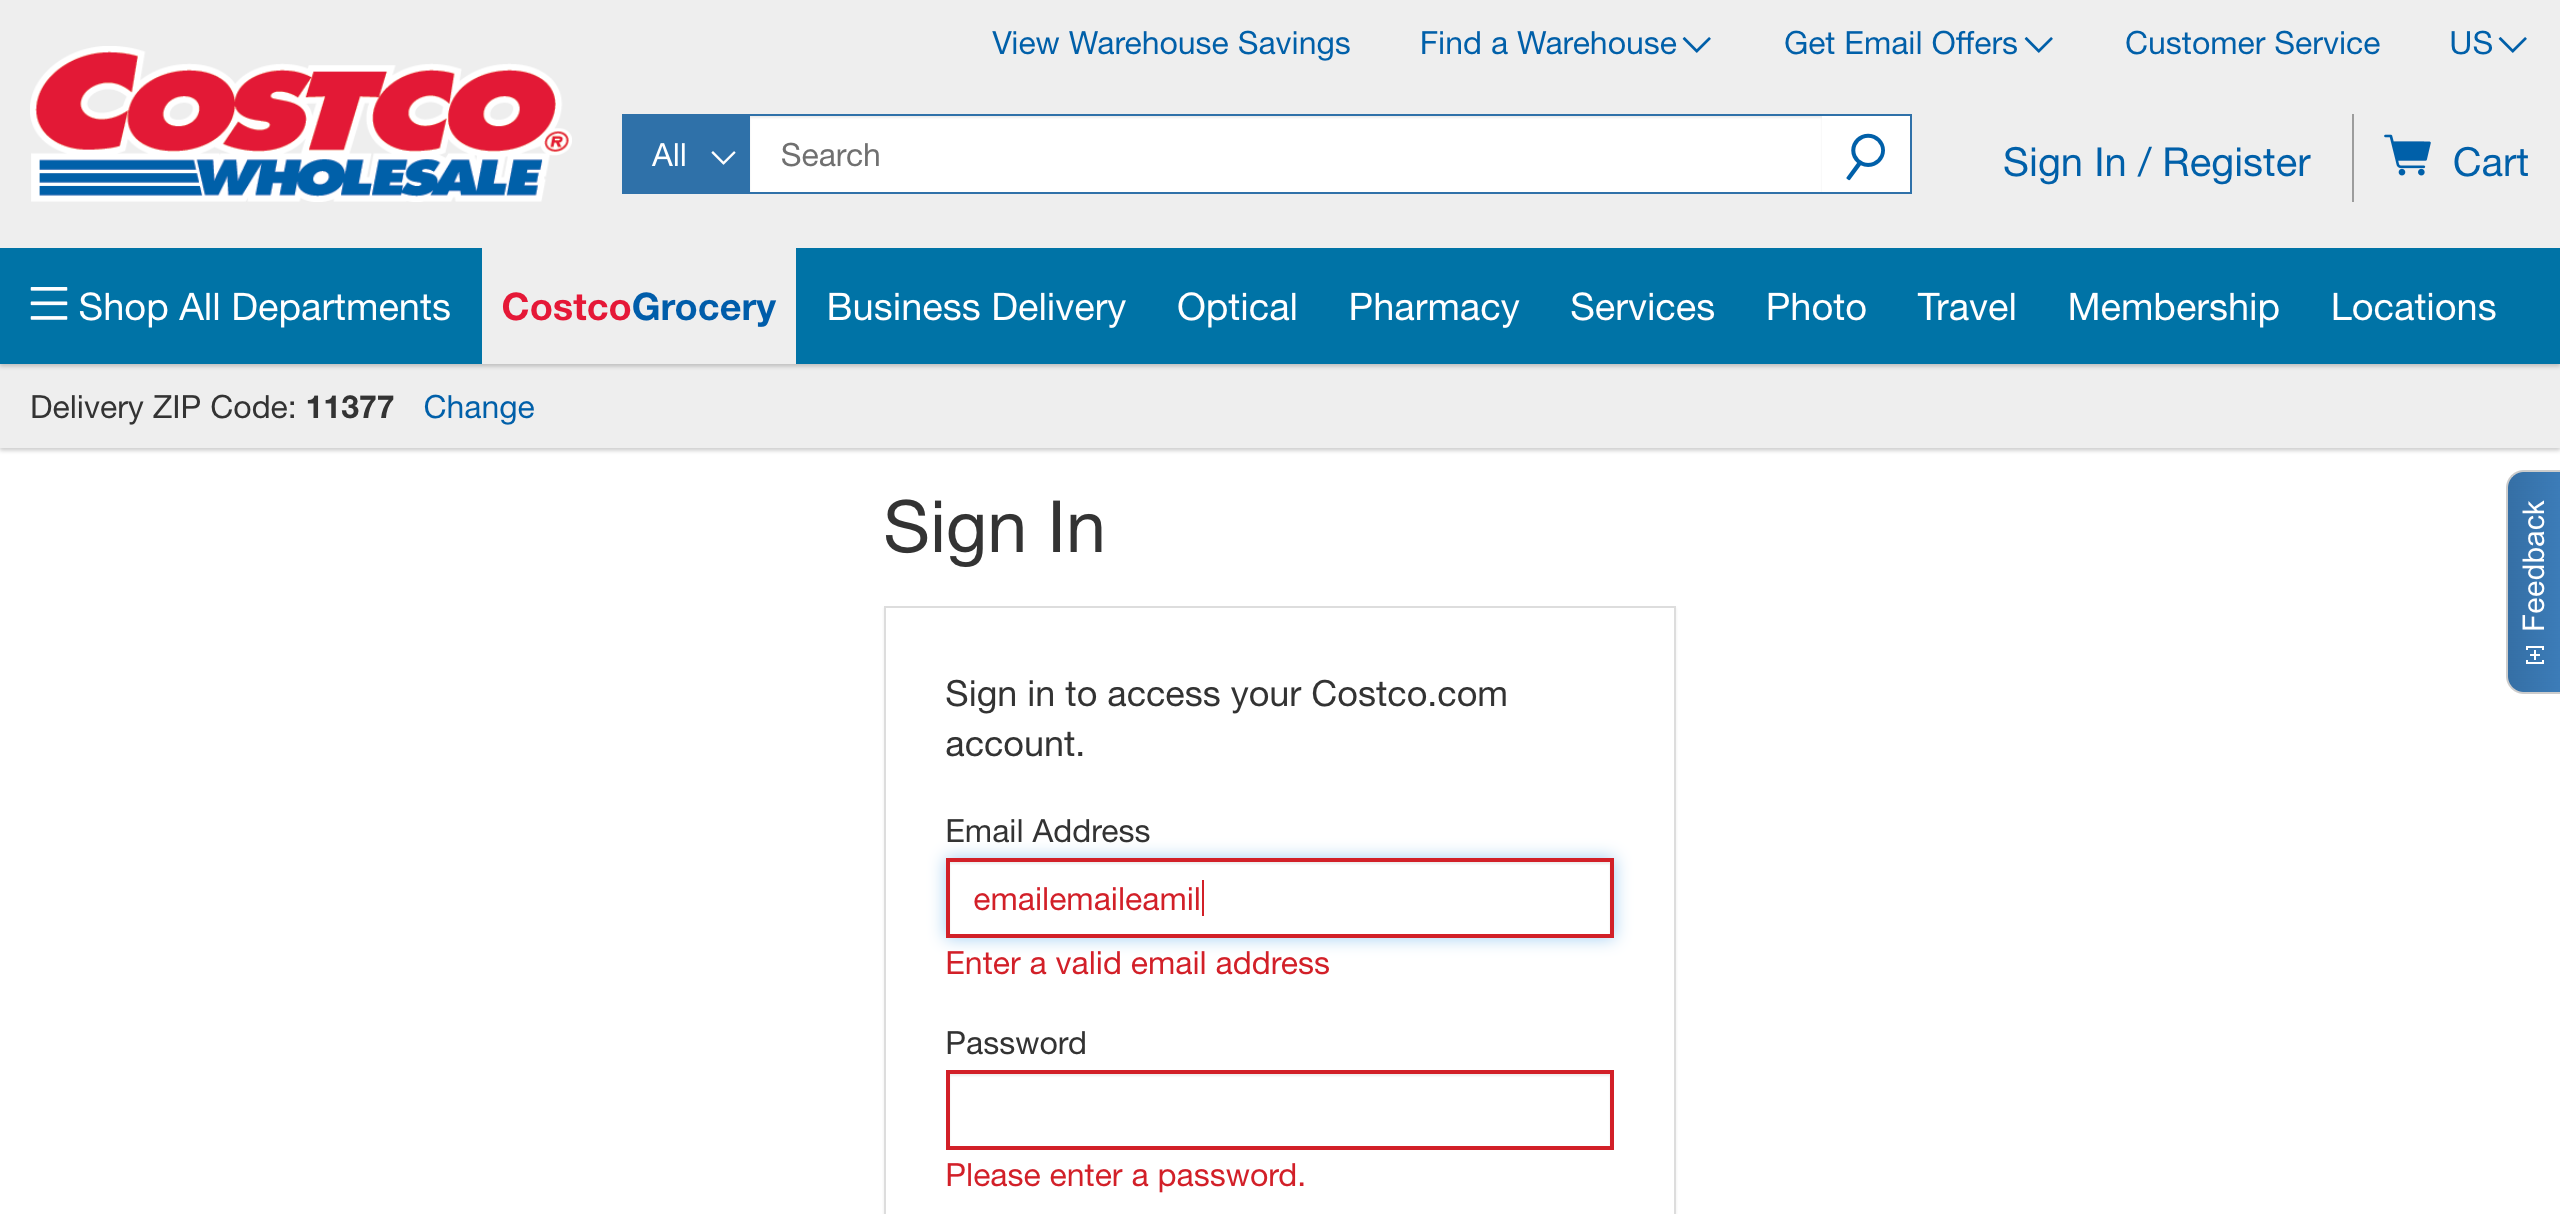 View Warehouse Savings Find a Warehouse Get Email Offers Customer Service US
COSTCO®
WHOLESALE
All Search Sign In / Register Cart
Shop All Departments CostcoGrocery Business Delivery Optical Pharmacy Services Photo Travel Membership Locations
Delivery ZIP Code: 11377 Change
Sign In
[+] Feedback
Sign in to access your Costco.com
account.
Email Address
emailemaileamil
Enter a valid email address
Password
Please enter a password.